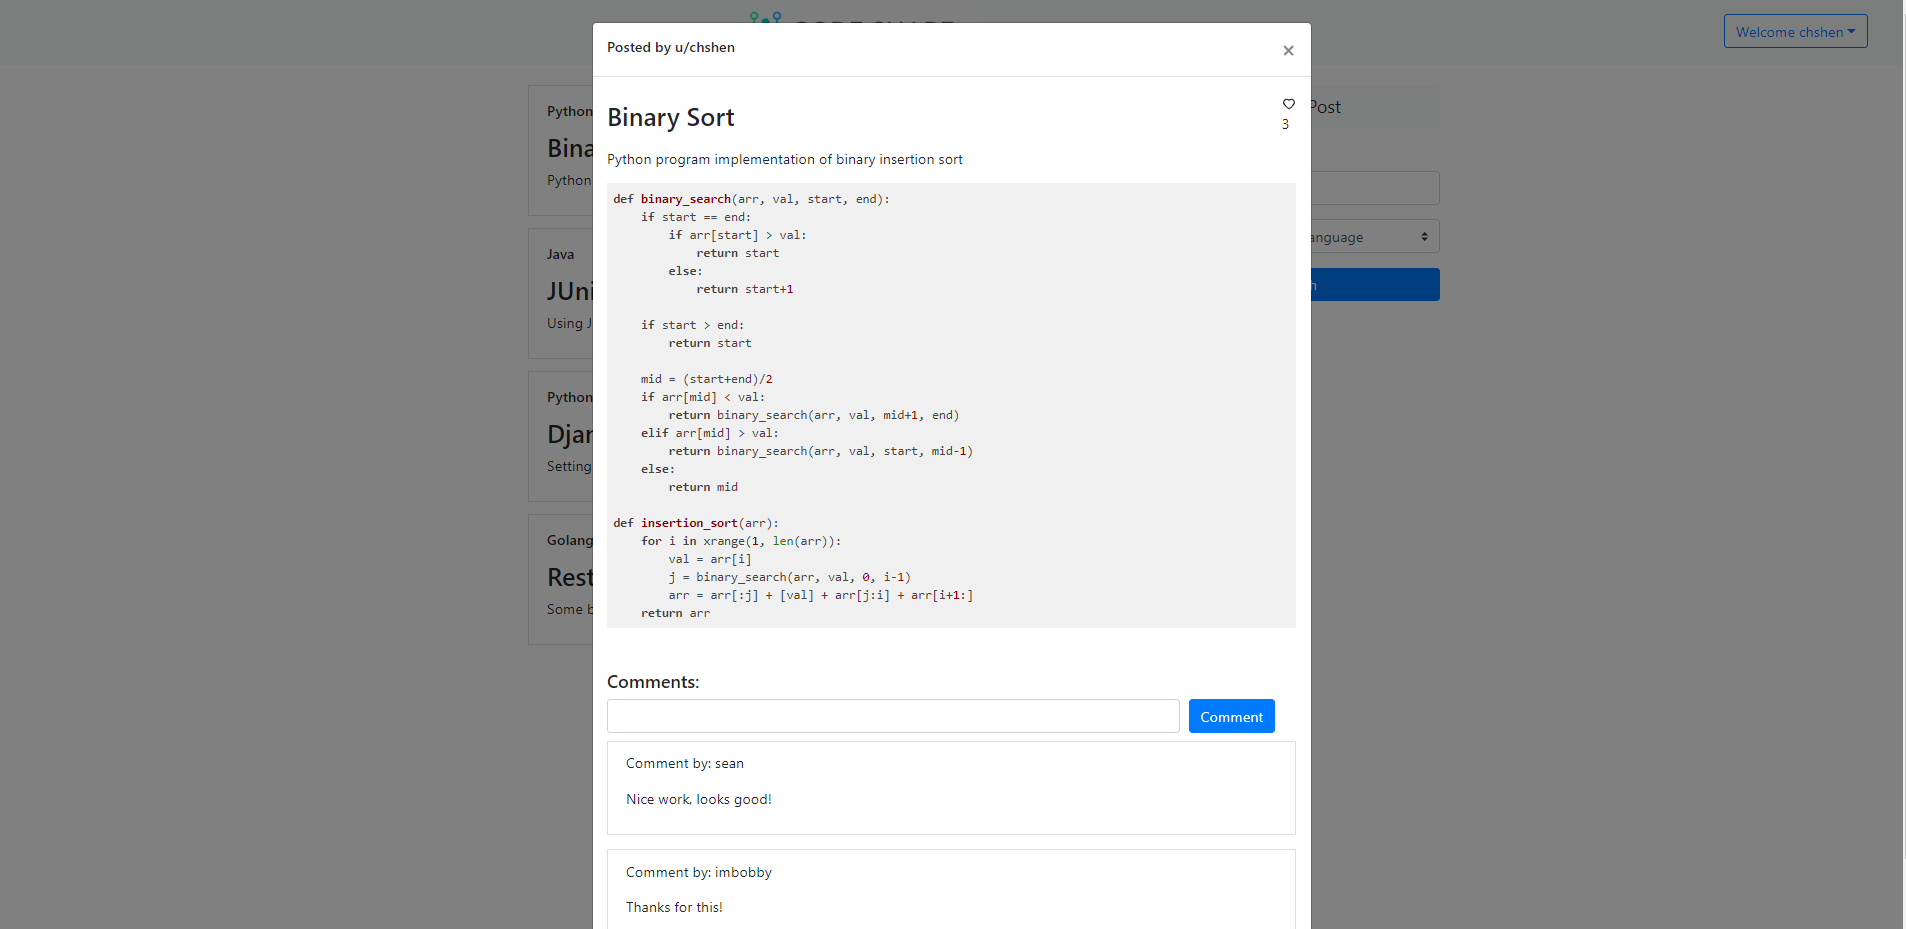 Welcome chshen
Posted by u/chshen
×
Binary Sort
3
Python program implementation of binary insertion sort
def binary_search(arr, val, start, end):
    if start == end:
        if arr[start] > val:
            return start
        else:
            return start+1
    if start > end:
        return start
    mid = (start+end)/2
    if arr[mid] < val:
        return binary_search(arr, val, mid+1, end)
    elif arr[mid] > val:
        return binary_search(arr, val, start, mid-1)
    else:
        return mid
def insertion_sort(arr):
    for i in xrange(1, len(arr)):
        val = arr[i]
        j = binary_search(arr, val, 0, i-1)
        arr = arr[:j] + [val] + arr[j:i] + arr[i+1:]
    return arr
Comments:
Comment
Comment by: sean
Nice work, looks good!
Comment by: imbobby
Thanks for this!
Python
Bina
Python
Java
JUni
Using J
Python
Djan
Setting
Golang
Rest
Some b
Post
anguage